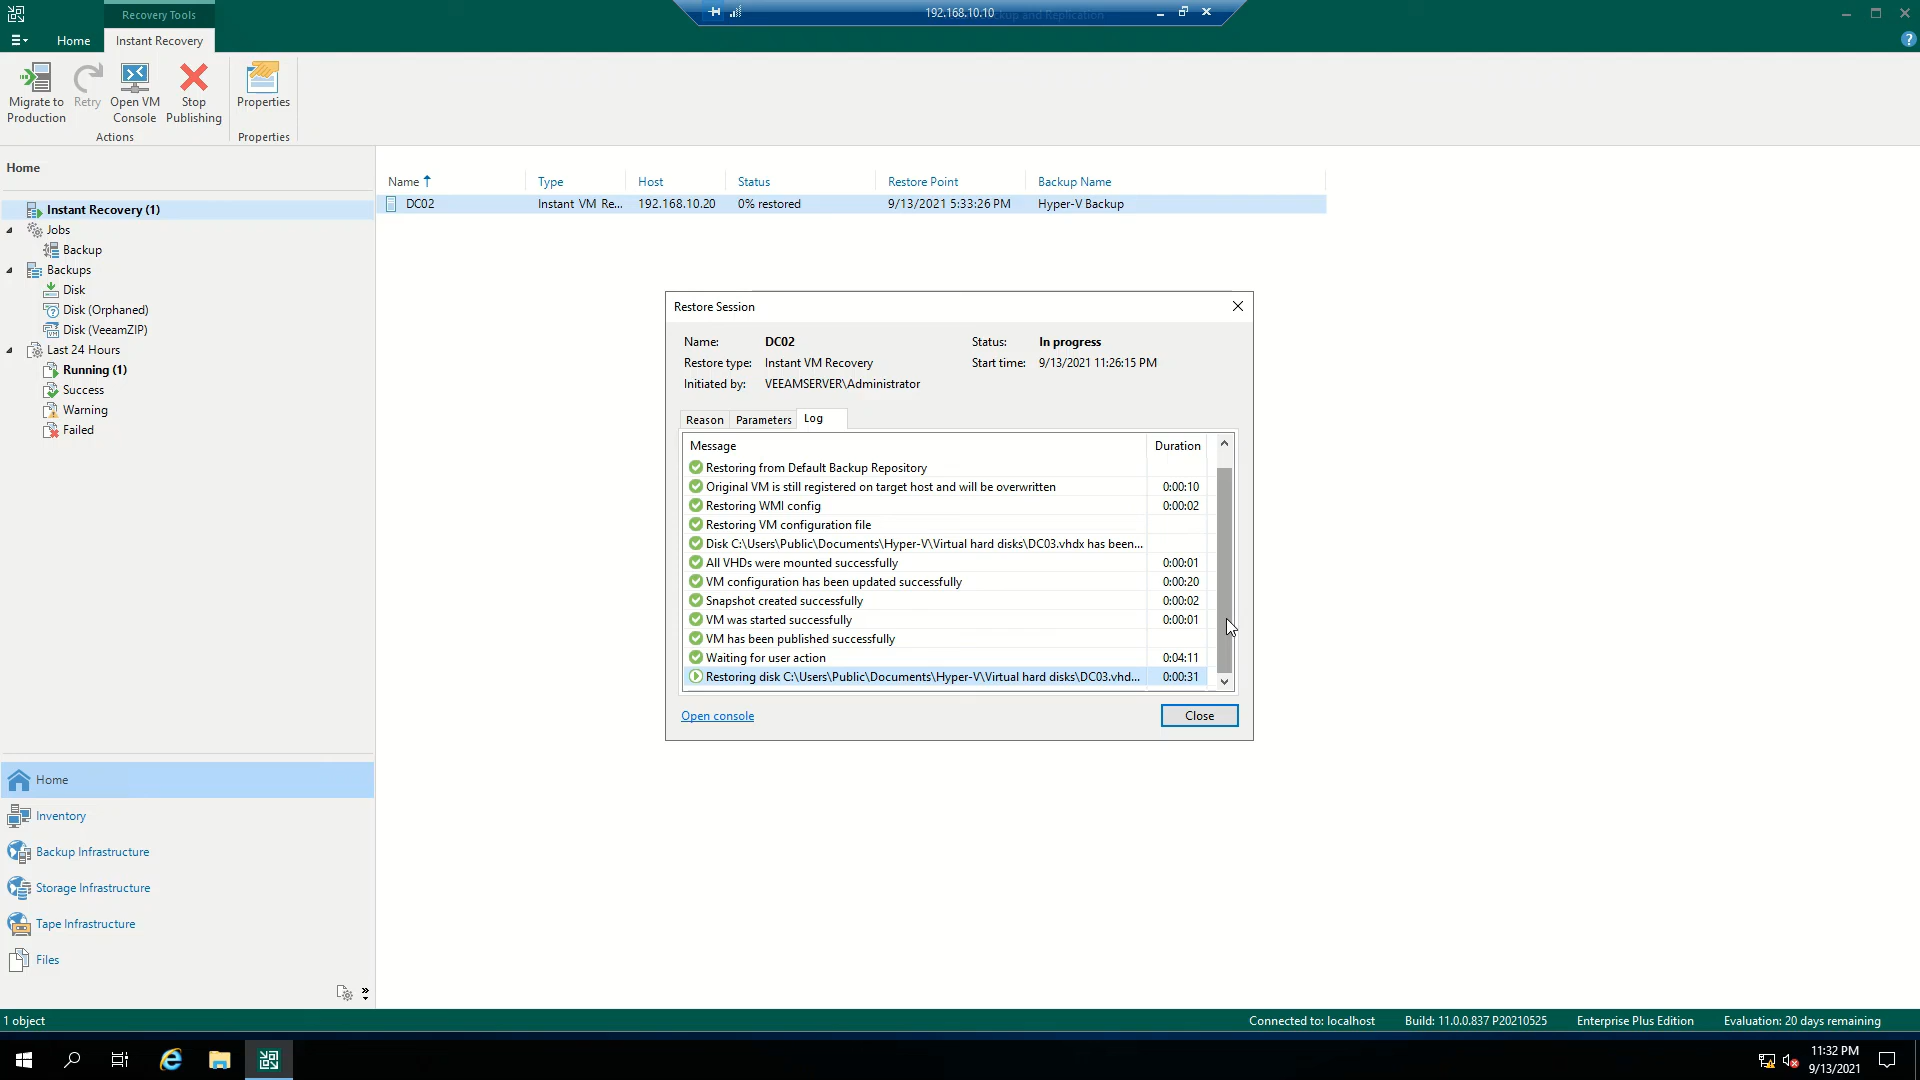 Recovery Tools
192.168.10.10
Backup and Replication
Home
Instant Recovery
Migrate to Production
Retry
Open VM Console
Stop Publishing
Properties
Actions
Properties
Home
Instant Recovery (1)
Jobs
Backup
Backups
Disk
Disk (Orphaned)
Disk (VeeamZIP)
Last 24 Hours
Running (1)
Success
Warning
Failed
Name Type Host Status Restore Point Backup Name
DC02 Instant VM Re... 192.168.10.20 0% restored 9/13/2021 5:33:26 PM Hyper-V Backup
Restore Session
Name: DC02 Status: In progress
Restore type: Instant VM Recovery Start time: 9/13/2021 11:26:15 PM
Initiated by: VEEAMSERVER\Administrator
Reason Parameters Log
Message Duration
Restoring from Default Backup Repository
Original VM is still registered on target host and will be overwritten 0:00:10
Restoring WMI config 0:00:02
Restoring VM configuration file
Disk C:\Users\Public\Documents\Hyper-V\Virtual hard disks\DC03.vhdx has been...
All VHDs were mounted successfully 0:00:01
VM configuration has been updated successfully 0:00:20
Snapshot created successfully 0:00:02
VM was started successfully 0:00:01
VM has been published successfully
Waiting for user action 0:04:11
Restoring disk C:\Users\Public\Documents\Hyper-V\Virtual hard disks\DC03.vhd... 0:00:31
Open console
Close
Home
Inventory
Backup Infrastructure
Storage Infrastructure
Tape Infrastructure
Files
1 object
Connected to: localhost Build: 11.0.0.837 P20210525 Enterprise Plus Edition Evaluation: 20 days remaining
11:32 PM
9/13/2021